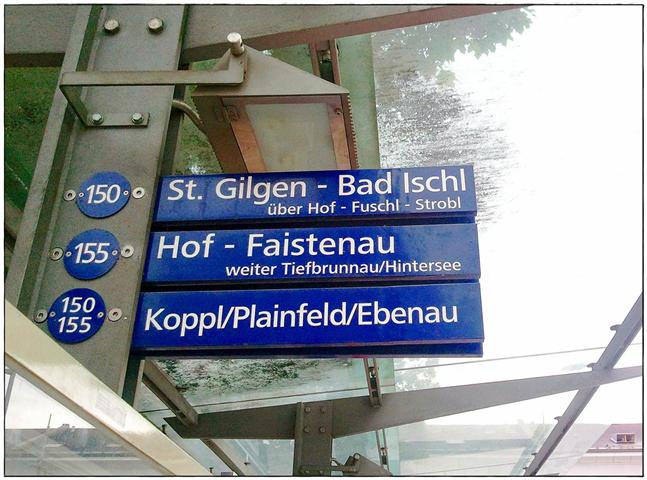 150 St. Gilgen - Bad Ischl
über Hof - Fuschl - Strobl
155 Hof - Faistenau
weiter Tiefbrunnau/Hintersee
150
155 Koppl/Plainfeld/Ebenau